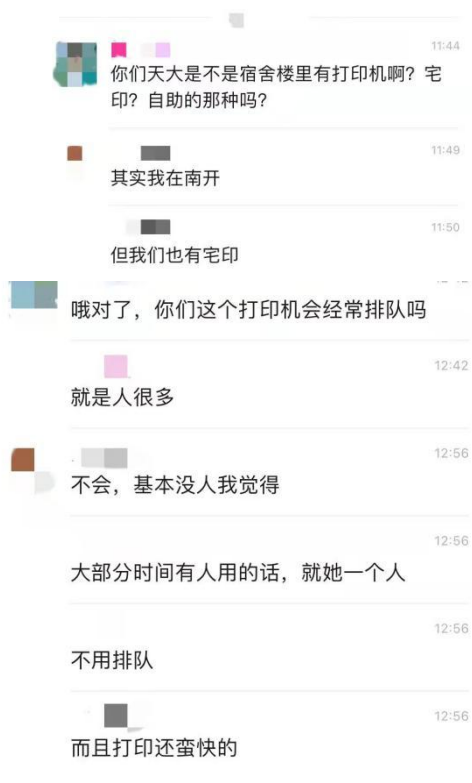 11:44
你们天大是不是宿舍楼里有打印机啊？宅
印？自助的那种吗？
11:49
其实我在南开
11:50
但我们也有宅印
哦对了，你们这个打印机会经常排队吗
12:42
就是人很多
12:56
不会，基本没人我觉得
12:56
大部分时间有人用的话，就她一个人
12:56
不用排队
12:56
而且打印还蛮快的